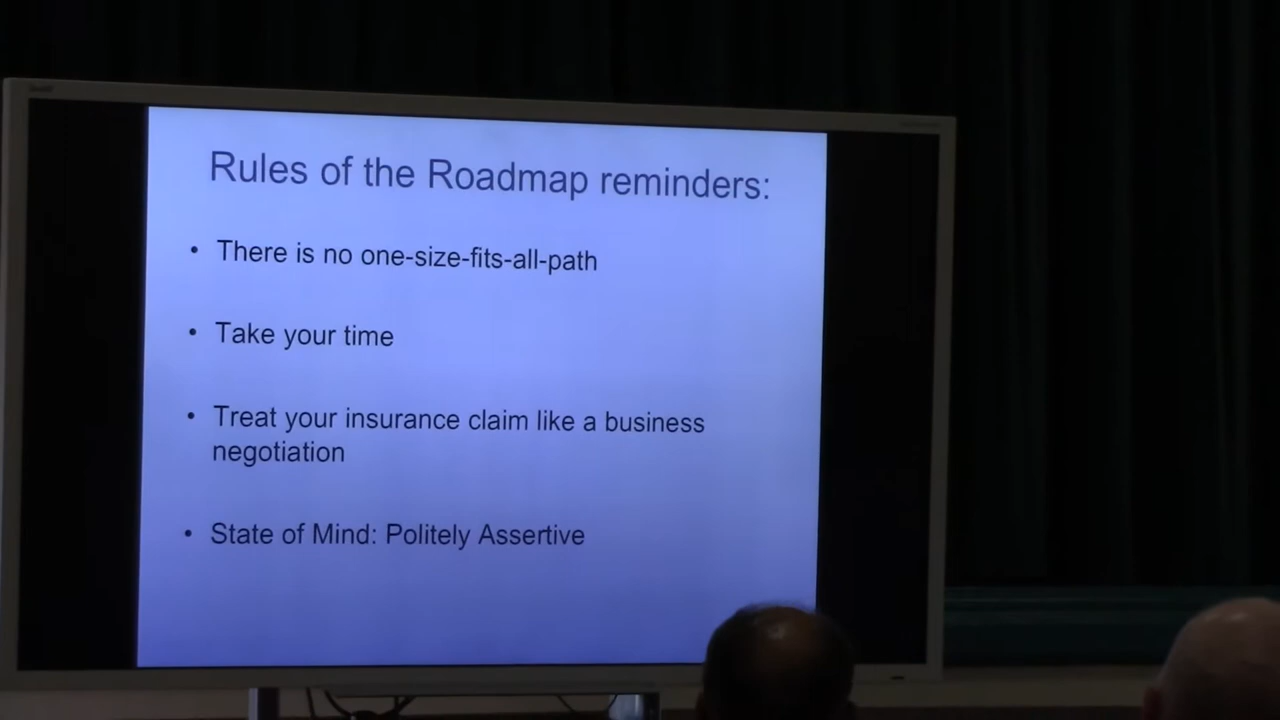 Rules of the Roadmap reminders:
• There is no one-size-fits-all-path
• Take your time
• Treat your insurance claim like a business
negotiation
• State of Mind: Politely Assertive